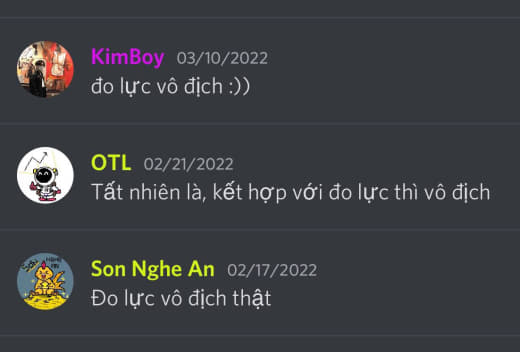 KimBoy 03/10/2022
đo lực vô địch :))
OTL 02/21/2022
Tất nhiên là, kết hợp với đo lực thì vô địch
Son Nghe An 02/17/2022
Đo lực vô địch thật